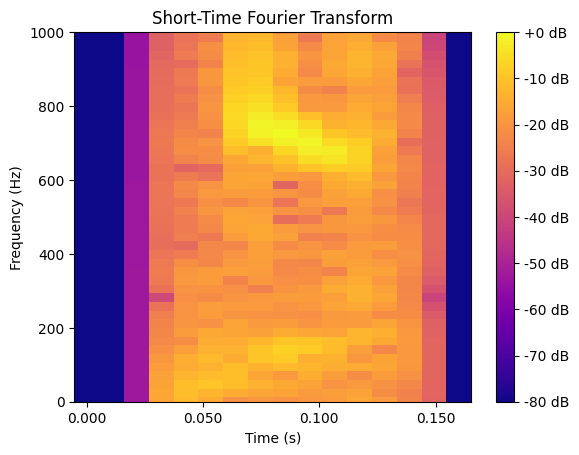 Short-Time Fourier Transform
1000
800
600
400
200
0
Frequency (Hz)
0.000
0.050
0.100
0.150
Time (s)
+0 dB
-10 dB
-20 dB
-30 dB
-40 dB
-50 dB
-60 dB
-70 dB
-80 dB